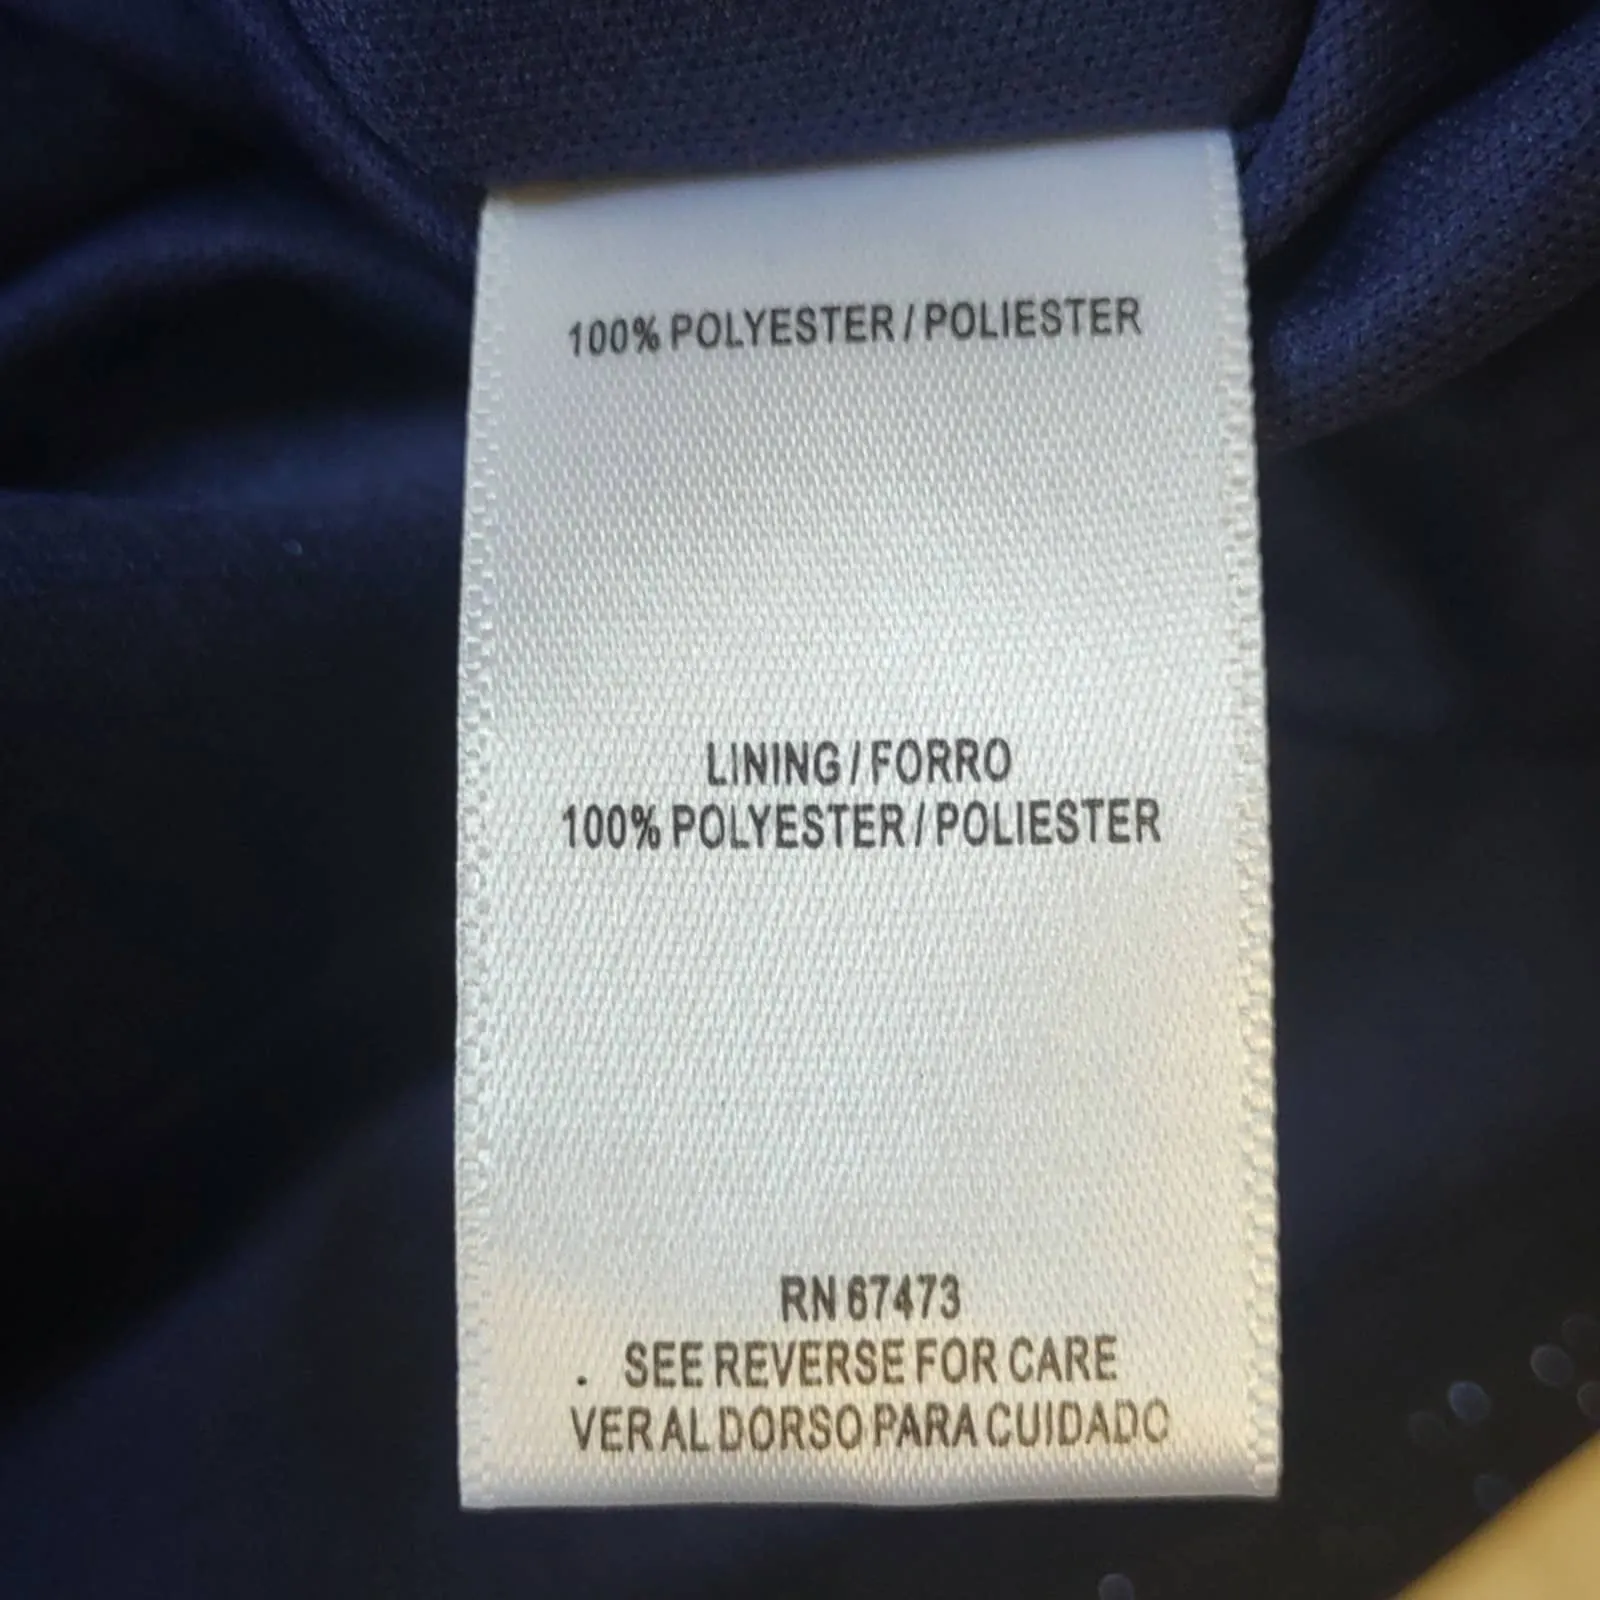 100% POLYESTER / POLIESTER
LINING / FORRO
100% POLYESTER / POLIESTER
RN 67473
. SEE REVERSE FOR CARE
VER AL DORSO PARA CUIDADO